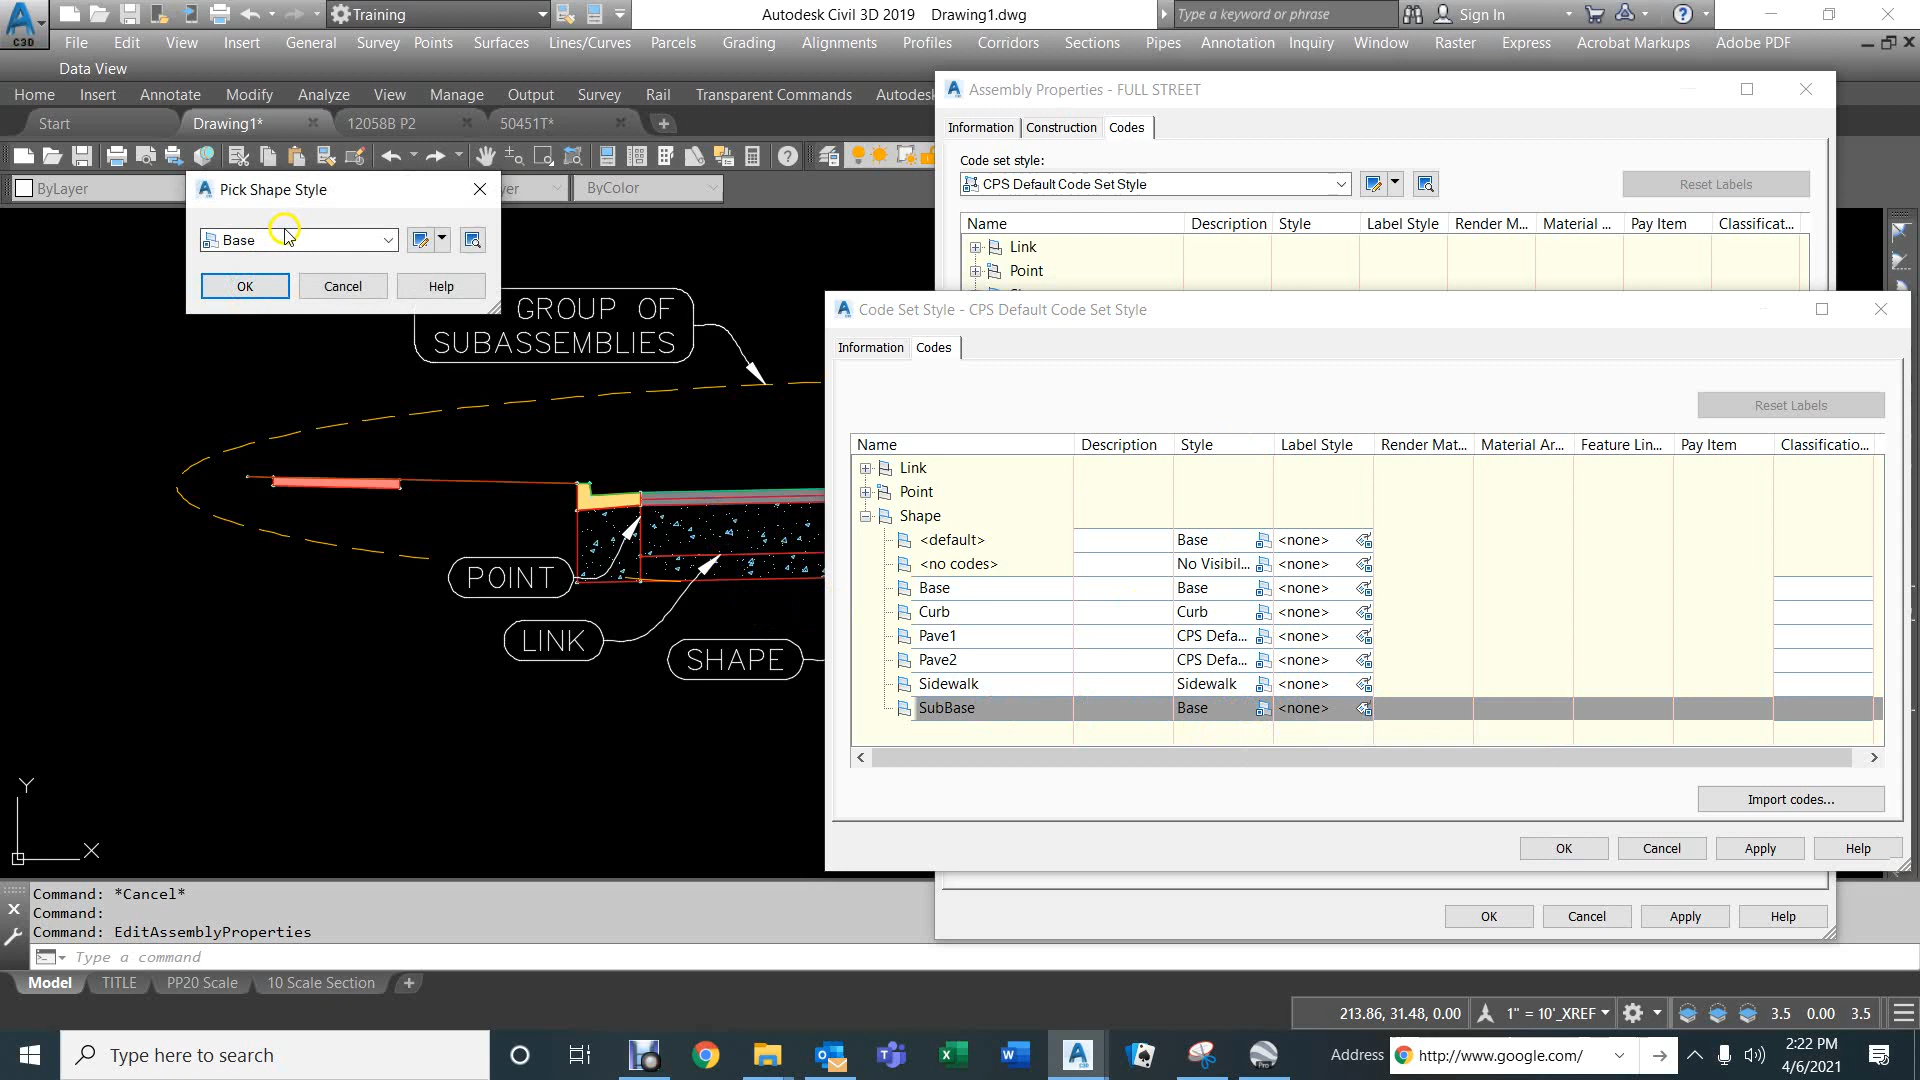 Training
Autodesk Civil 3D 2019 Drawing1.dwg
Type a keyword or phrase
Sign In
C3D
File Edit View Insert General Survey Points Surfaces Lines/Curves Parcels Grading Alignments Profiles Corridors Sections Pipes Annotation Inquiry Window Raster Express Acrobat Markups Adobe PDF
Data View
Home Insert Annotate Modify Analyze View Manage Output Survey Rail Transparent Commands Autodesk
Start Drawing1* 12058B P2 50451T*
ByLayer yer ByColor
Pick Shape Style
Base
OK Cancel Help
Assembly Properties - FULL STREET
Information Construction Codes
Code set style:
CPS Default Code Set Style Reset Labels
Name Description Style Label Style Render M... Material ... Pay Item Classificat...
Link
Point
Code Set Style - CPS Default Code Set Style
Information Codes
Reset Labels
Name Description Style Label Style Render Mat... Material Ar... Feature Lin... Pay Item Classificatio...
Link
Point
Shape
<default> Base <none>
<no codes> No Visibil... <none>
Base Base <none>
Curb Curb <none>
Pave1 CPS Defa... <none>
Pave2 CPS Defa... <none>
Sidewalk Sidewalk <none>
SubBase Base <none>
Import codes...
OK Cancel Apply Help
OK Cancel Apply Help
GROUP OF
SUBASSEMBLIES
POINT
LINK
SHAPE
Y
X
Command: *Cancel*
Command:
Command: EditAssemblyProperties
Type a command
Model TITLE PP20 Scale 10 Scale Section
213.86, 31.48, 0.00 1" = 10'_XREF 3.5 0.00 3.5
Type here to search
Address http://www.google.com/
2:22 PM
4/6/2021